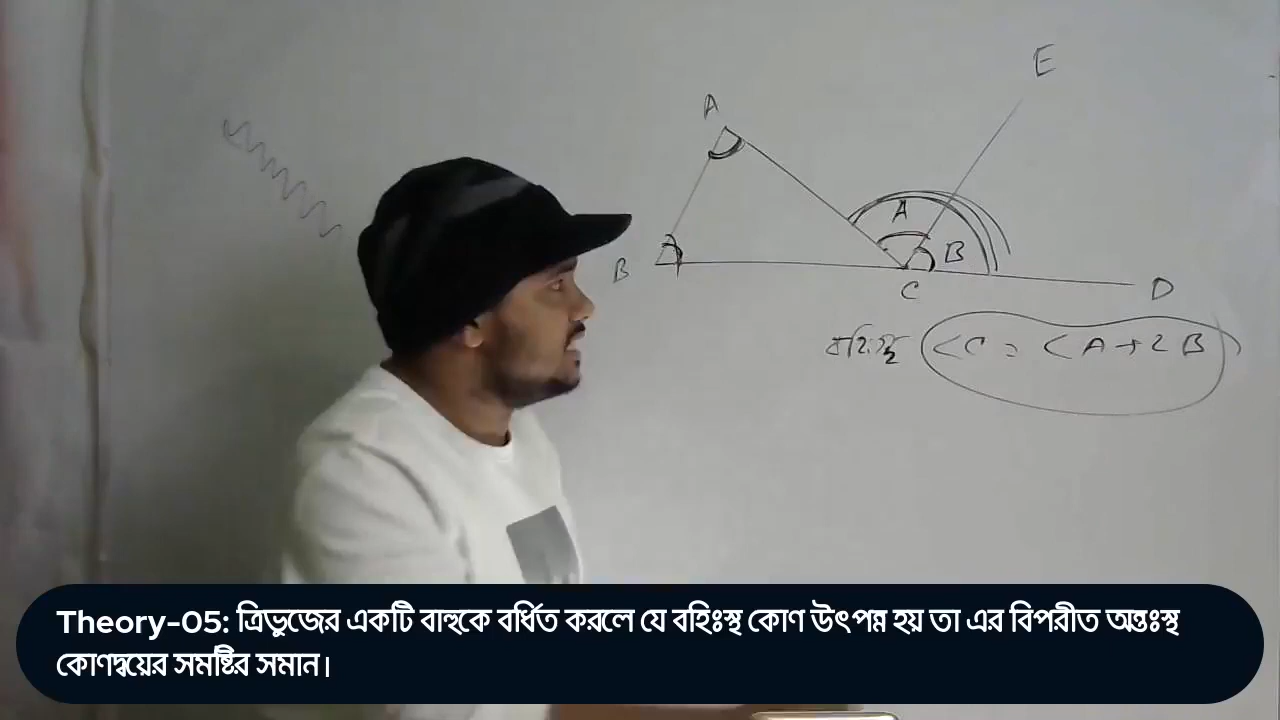 E
A
A
B
B
C
D
বহিঃস্থ <C = <A+<B
Theory-05: ত্রিভুজের একটি বাহুকে বর্ধিত করলে যে বহিঃস্থ কোণ উৎপন্ন হয় তা এর বিপরীত অন্তঃস্থ
কোণদ্বয়ের সমষ্টির সমান।